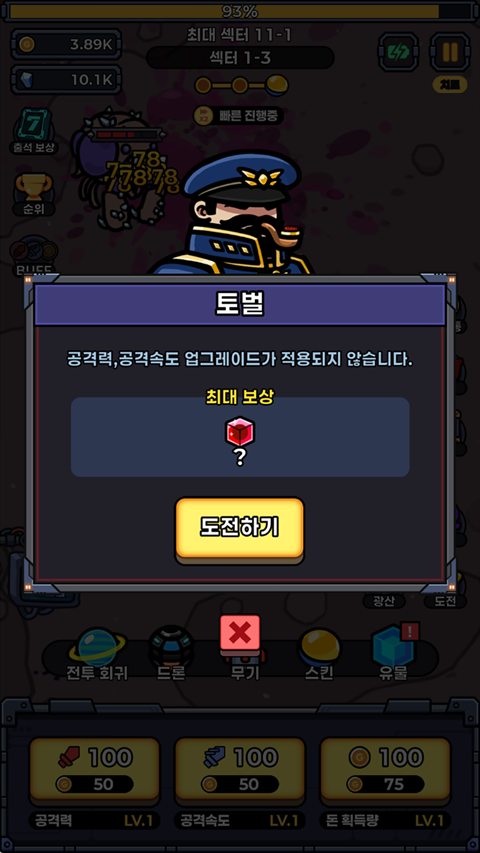 93%
3.89K
최대 섹터 11-1
섹터 1-3
10.1K
치트
X2 빠른 진행중
7
출석 보상
78
778878
순위
BUFF
토벌
공격력,공격속도 업그레이드가 적용되지 않습니다.
최대 보상
?
도전하기
광산
도전
전투 회귀
드론
무기
스킨
유물
100
100
100
50
50
75
공격력 LV.1
공격속도 LV.1
돈 획득량 LV.1